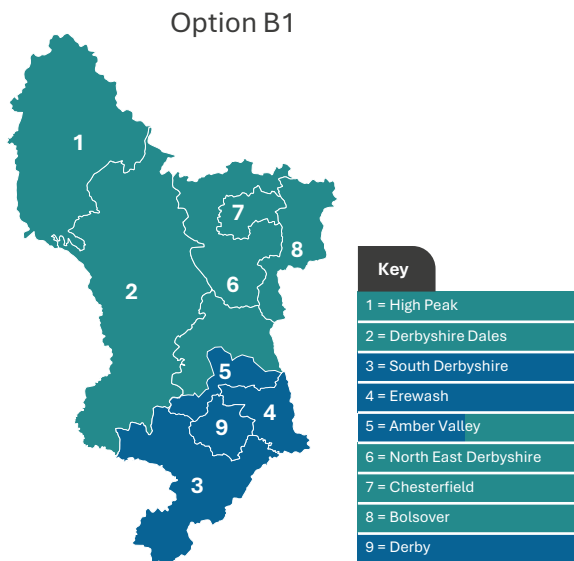 Option B1
1
2
7
8
6
5
4
9
3
Key
1 = High Peak
2 = Derbyshire Dales
3 = South Derbyshire
4 = Erewash
5 = Amber Valley
6 = North East Derbyshire
7 = Chesterfield
8 = Bolsover
9 = Derby